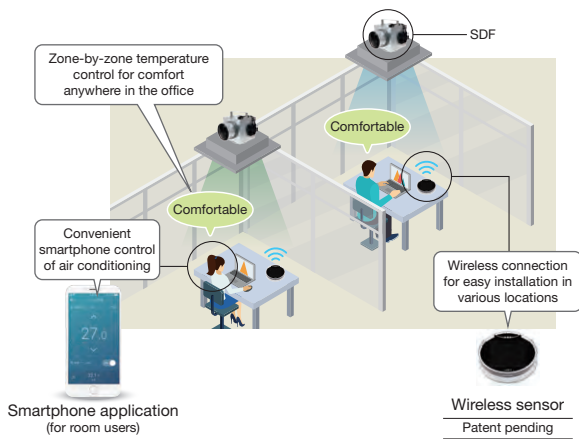 SDF
Zone-by-zone temperature
control for comfort
anywhere in the office
Comfortable
Comfortable
Convenient
smartphone control
of air conditioning
Wireless connection
for easy installation in
various locations
27.0
Smartphone application
(for room users)
Wireless sensor
Patent pending